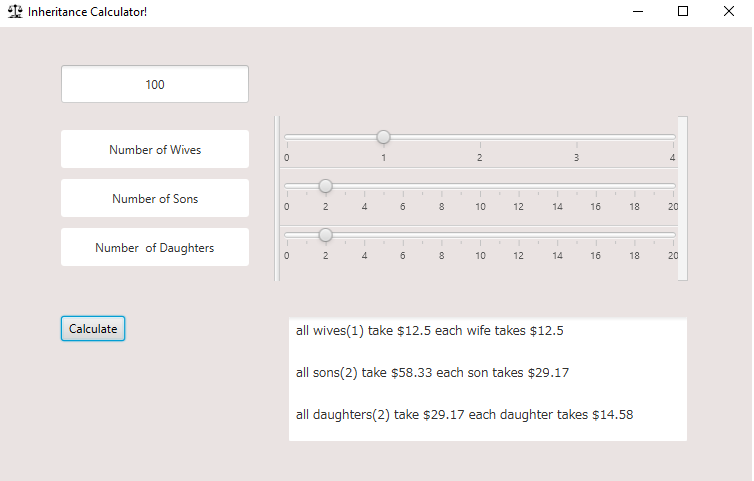 Inheritance Calculator!
100
Number of Wives
0 1 2 3 4
Number of Sons
0 2 4 6 8 10 12 14 16 18 20
Number  of Daughters
0 2 4 6 8 10 12 14 16 18 20
Calculate
all wives(1) take $12.5 each wife takes $12.5
all sons(2) take $58.33 each son takes $29.17
all daughters(2) take $29.17 each daughter takes $14.58